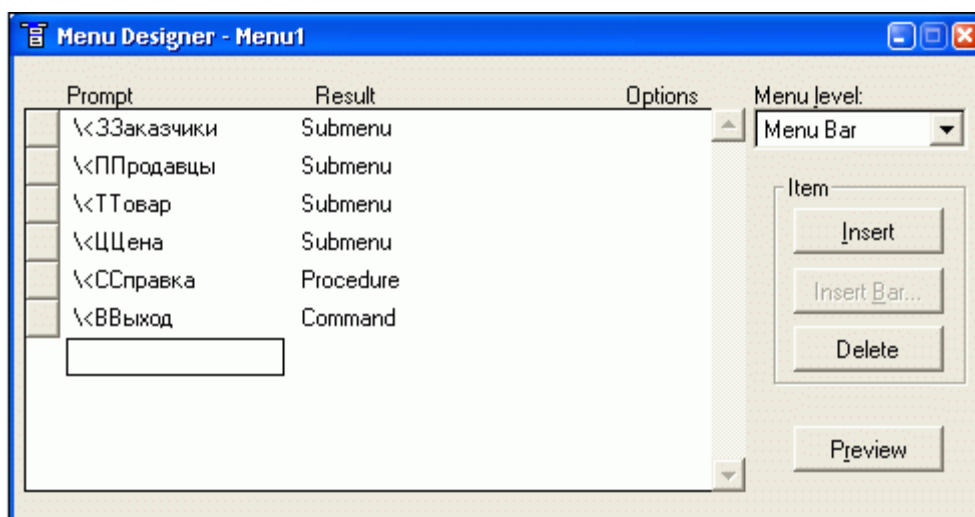 Menu Designer - Menu1
Prompt Result Options Menu level:
\<ЗЗаказчики Submenu Menu Bar
\<ППродавцы Submenu
\<ТТовар Submenu Item
\<ЦЦена Submenu Insert
\<ССправка Procedure Insert Bar...
\<ВВыход Command
Delete
Preview